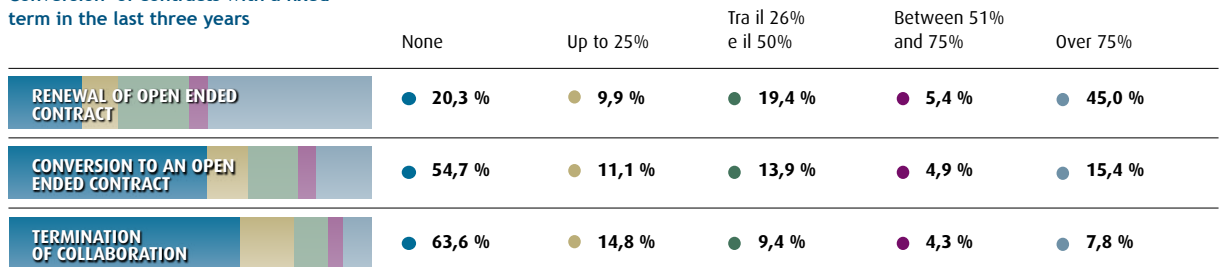 term in the last three years
None
Up to 25%
Tra il 26%
e il 50%
Between 51%
and 75%
Over 75%
RENEWAL OF OPEN ENDED
CONTRACT
20,3 %
9,9 %
19,4 %
5,4 %
45,0 %
CONVERSION TO AN OPEN
ENDED CONTRACT
54,7 %
11,1 %
13,9 %
4,9 %
15,4 %
TERMINATION
OF COLLABORATION
63,6 %
14,8 %
9,4 %
4,3 %
7,8 %